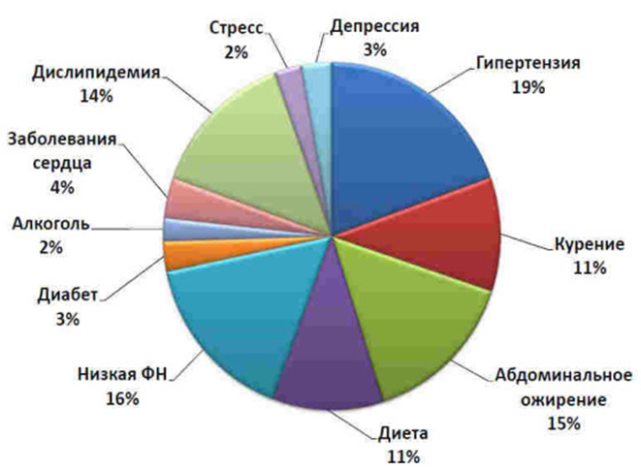 Стресс
2%
Депрессия
3%
Гипертензия
19%
Дислипидемия
14%
Заболевания
сердца
4%
Алкоголь
2%
Курение
11%
Диабет
3%
Низкая ФН
16%
Абдоминальное
ожирение
15%
Диета
11%